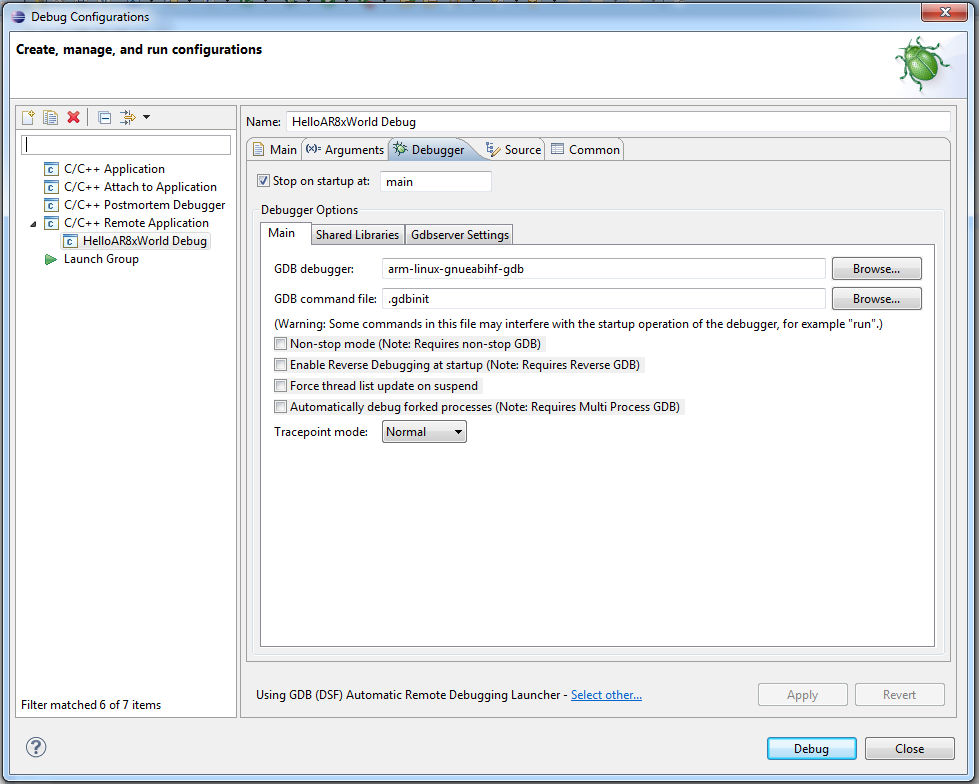 Debug Configurations
Create, manage, and run configurations
C/C++ Application
C/C++ Attach to Application
C/C++ Postmortem Debugger
C/C++ Remote Application
HelloAR8xWorld Debug
Launch Group
Filter matched 6 of 7 items
Name: HelloAR8xWorld Debug
Main (x)= Arguments Debugger Source Common
Stop on startup at: main
Debugger Options
Main Shared Libraries Gdbserver Settings
GDB debugger: arm-linux-gnueabihf-gdb Browse...
GDB command file: .gdbinit Browse...
(Warning: Some commands in this file may interfere with the startup operation of the debugger, for example "run".)
Non-stop mode (Note: Requires non-stop GDB)
Enable Reverse Debugging at startup (Note: Requires Reverse GDB)
Force thread list update on suspend
Automatically debug forked processes (Note: Requires Multi Process GDB)
Tracepoint mode: Normal
Using GDB (DSF) Automatic Remote Debugging Launcher - Select other...
Apply Revert
Debug Close